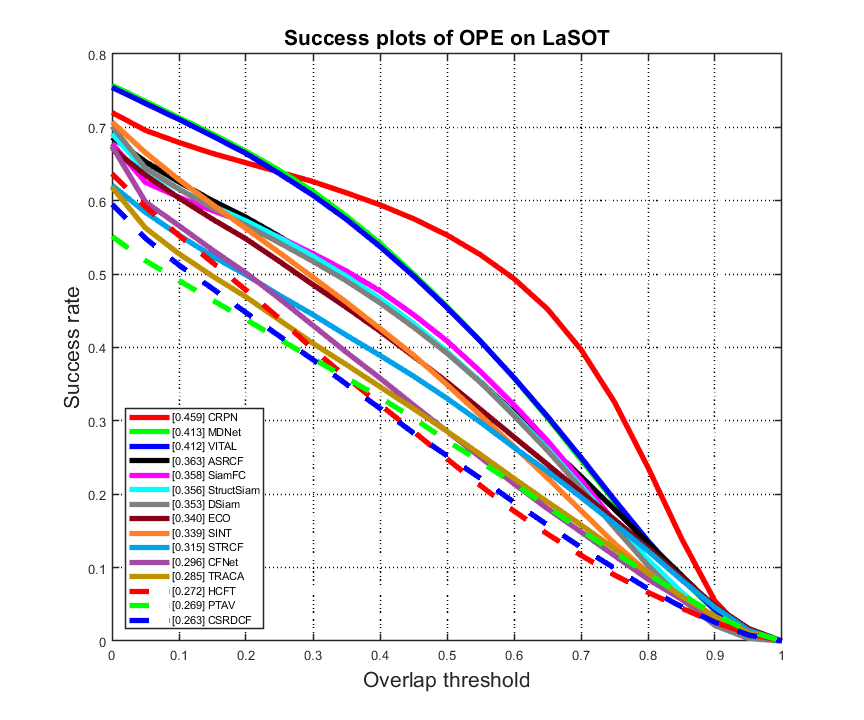 Success plots of OPE on LaSOT
0.8
0.7
0.6
0.5
0.4
0.3
0.2
0.1
0
Success rate
[0.459] CRPN
[0.413] MDNet
[0.412] VITAL
[0.363] ASRCF
[0.358] SiamFC
[0.356] StructSiam
[0.353] DSiam
[0.340] ECO
[0.339] SINT
[0.315] STRCF
[0.296] CFNet
[0.285] TRACA
[0.272] HCFT
[0.269] PTAV
[0.263] CSRDCF
0 0.1 0.2 0.3 0.4 0.5 0.6 0.7 0.8 0.9 1
Overlap threshold